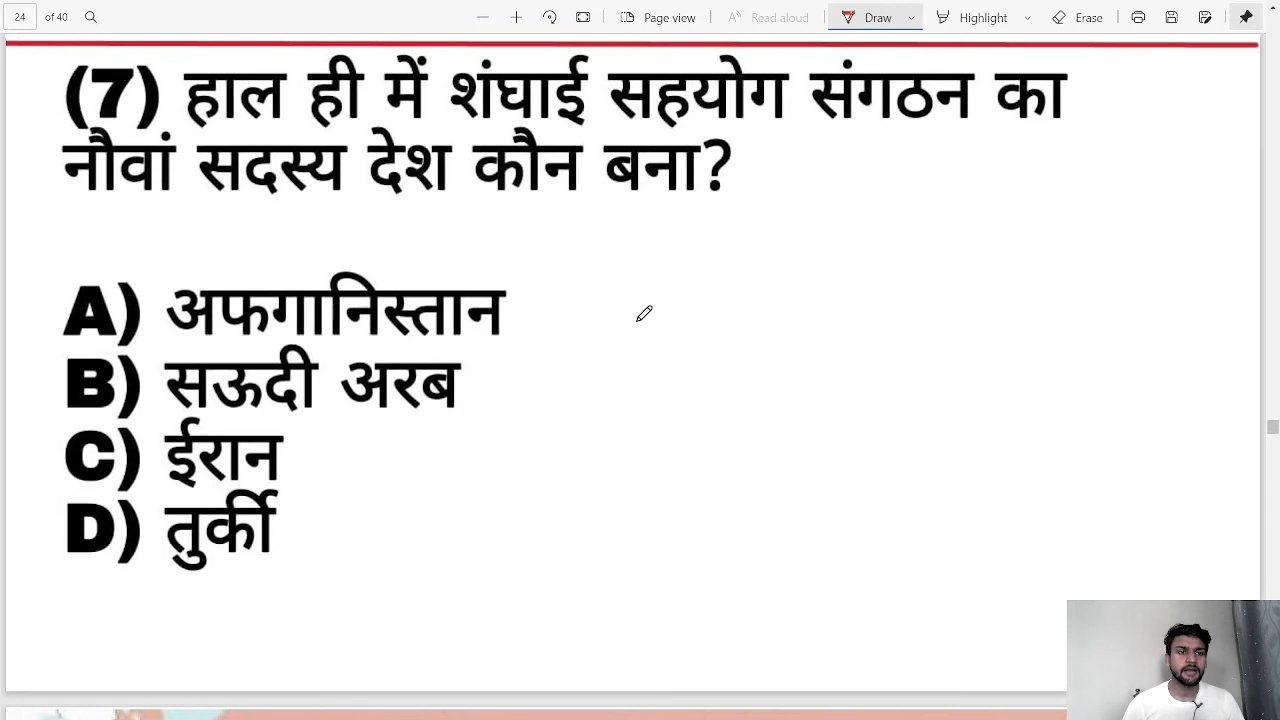 24 of 40 Page view Read aloud Draw Highlight Erase
(7) हाल ही में शंघाई सहयोग संगठन का
नौवां सदस्य देश कौन बना?
A) अफगानिस्तान
B) सऊदी अरब
C) ईरान
D) तुर्की